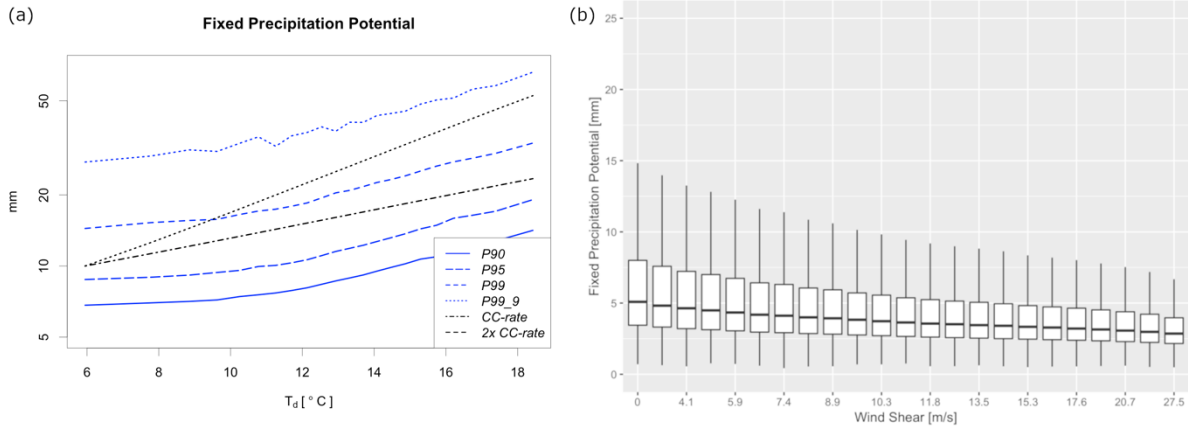 (a)
Fixed Precipitation Potential
mm
50
20
10
5
6
8
10
12
14
16
18
T_d [ ° C ]
P90
P95
P99
P99_9
CC-rate
2x CC-rate
(b)
Fixed Precipitation Potential [mm]
25
20
15
10
5
0
0
4.1
5.9
7.4
8.9
10.3
11.8
13.5
15.3
17.6
20.7
27.5
Wind Shear [m/s]